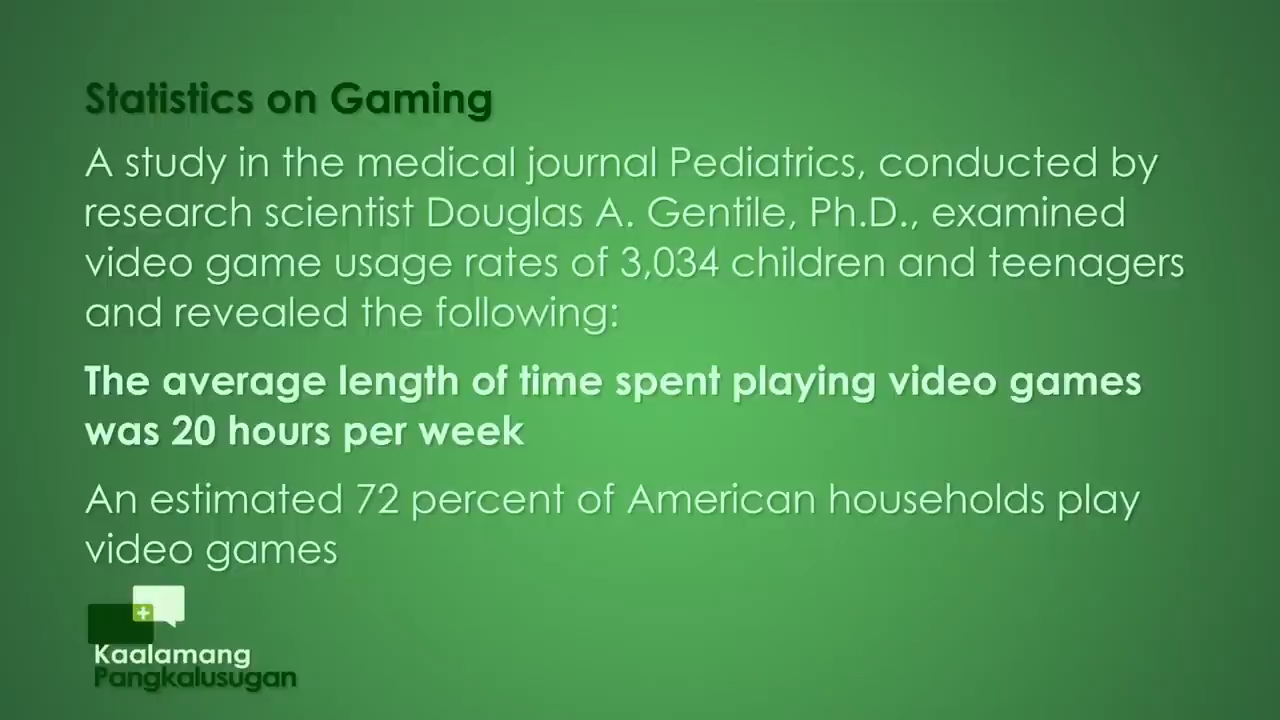 Statistics on Gaming
A study in the medical journal Pediatrics, conducted by
research scientist Douglas A. Gentile, Ph.D., examined
video game usage rates of 3,034 children and teenagers
and revealed the following:
The average length of time spent playing video games
was 20 hours per week
An estimated 72 percent of American households play
video games
Kaalamang
Pangkalusugan